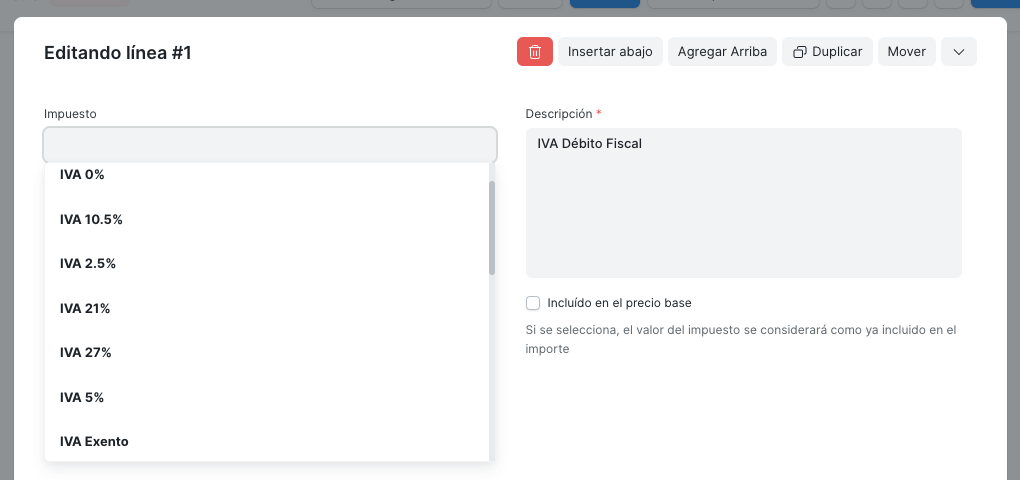 Editando línea #1
Insertar abajo
Agregar Arriba
Duplicar
Mover
Impuesto
IVA 0%
IVA 10.5%
IVA 2.5%
IVA 21%
IVA 27%
IVA 5%
IVA Exento
Descripción *
IVA Débito Fiscal
Incluído en el precio base
Si se selecciona, el valor del impuesto se considerará como ya incluido en el
importe